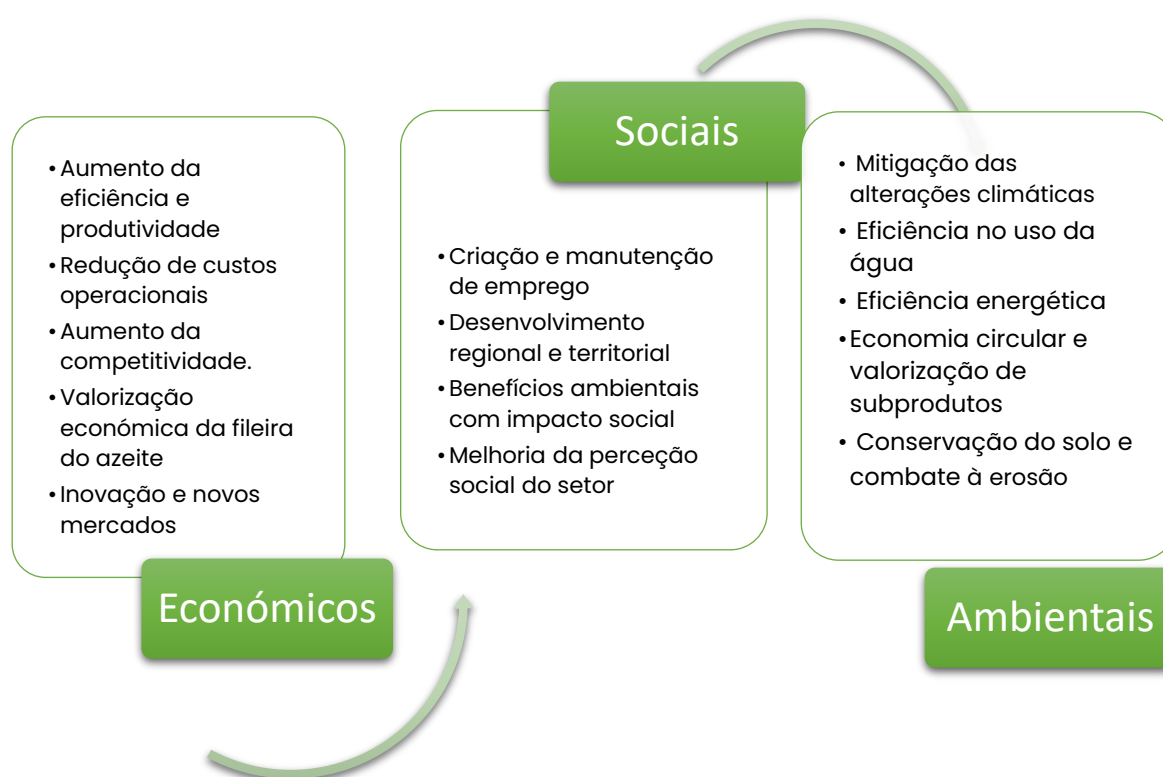 • Aumento da
eficiência e
produtividade
• Redução de custos
operacionais
• Aumento da
competitividade.
• Valorização
económica da fileira
do azeite
• Inovação e novos
mercados
Económicos
Sociais
• Criação e manutenção
de emprego
• Desenvolvimento
regional e territorial
• Benefícios ambientais
com impacto social
• Melhoria da perceção
social do setor
• Mitigação das
alterações climáticas
• Eficiência no uso da
água
• Eficiência energética
• Economia circular e
valorização de
subprodutos
• Conservação do solo e
combate à erosão
Ambientais